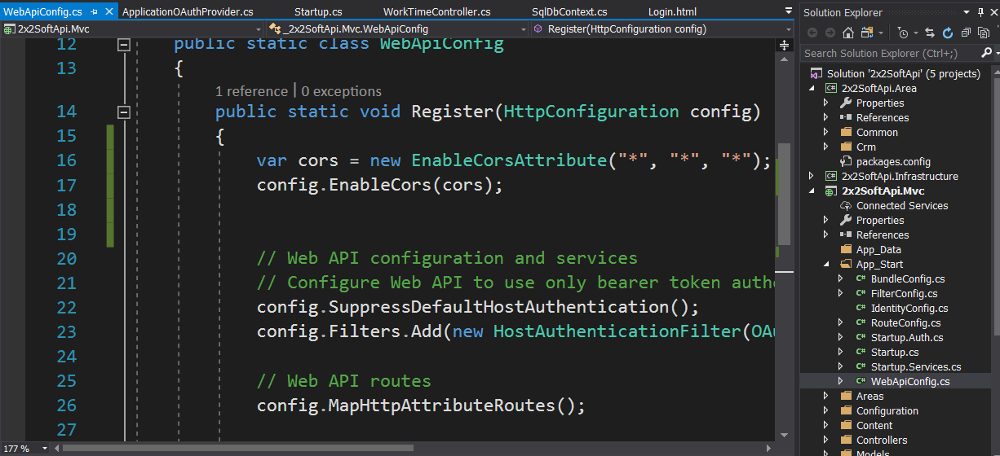 WebApiConfig.cs ApplicationOAuthProvider.cs Startup.cs WorkTimeController.cs SqlDbContext.cs Login.html
2x2SoftApi.Mvc _2x2SoftApi.Mvc.WebApiConfig Register(HttpConfiguration config)
12 public static class WebApiConfig
13 {
1 reference | 0 exceptions
14 public static void Register(HttpConfiguration config)
15 {
16 var cors = new EnableCorsAttribute("*", "*", "*");
17 config.EnableCors(cors);
18
19
20 // Web API configuration and services
21 // Configure Web API to use only bearer token authe
22 config.SuppressDefaultHostAuthentication();
23 config.Filters.Add(new HostAuthenticationFilter(OAu
24
25 // Web API routes
26 config.MapHttpAttributeRoutes();
27
177 %
Solution Explorer
Search Solution Explorer (Ctrl+;)
Solution '2x2SoftApi' (5 projects)
2x2SoftApi.Area
Properties
References
Common
Crm
packages.config
2x2SoftApi.Infrastructure
2x2SoftApi.Mvc
Connected Services
Properties
References
App_Data
App_Start
BundleConfig.cs
FilterConfig.cs
IdentityConfig.cs
RouteConfig.cs
Startup.Auth.cs
Startup.cs
Startup.Services.cs
WebApiConfig.cs
Areas
Configuration
Content
Controllers
Models